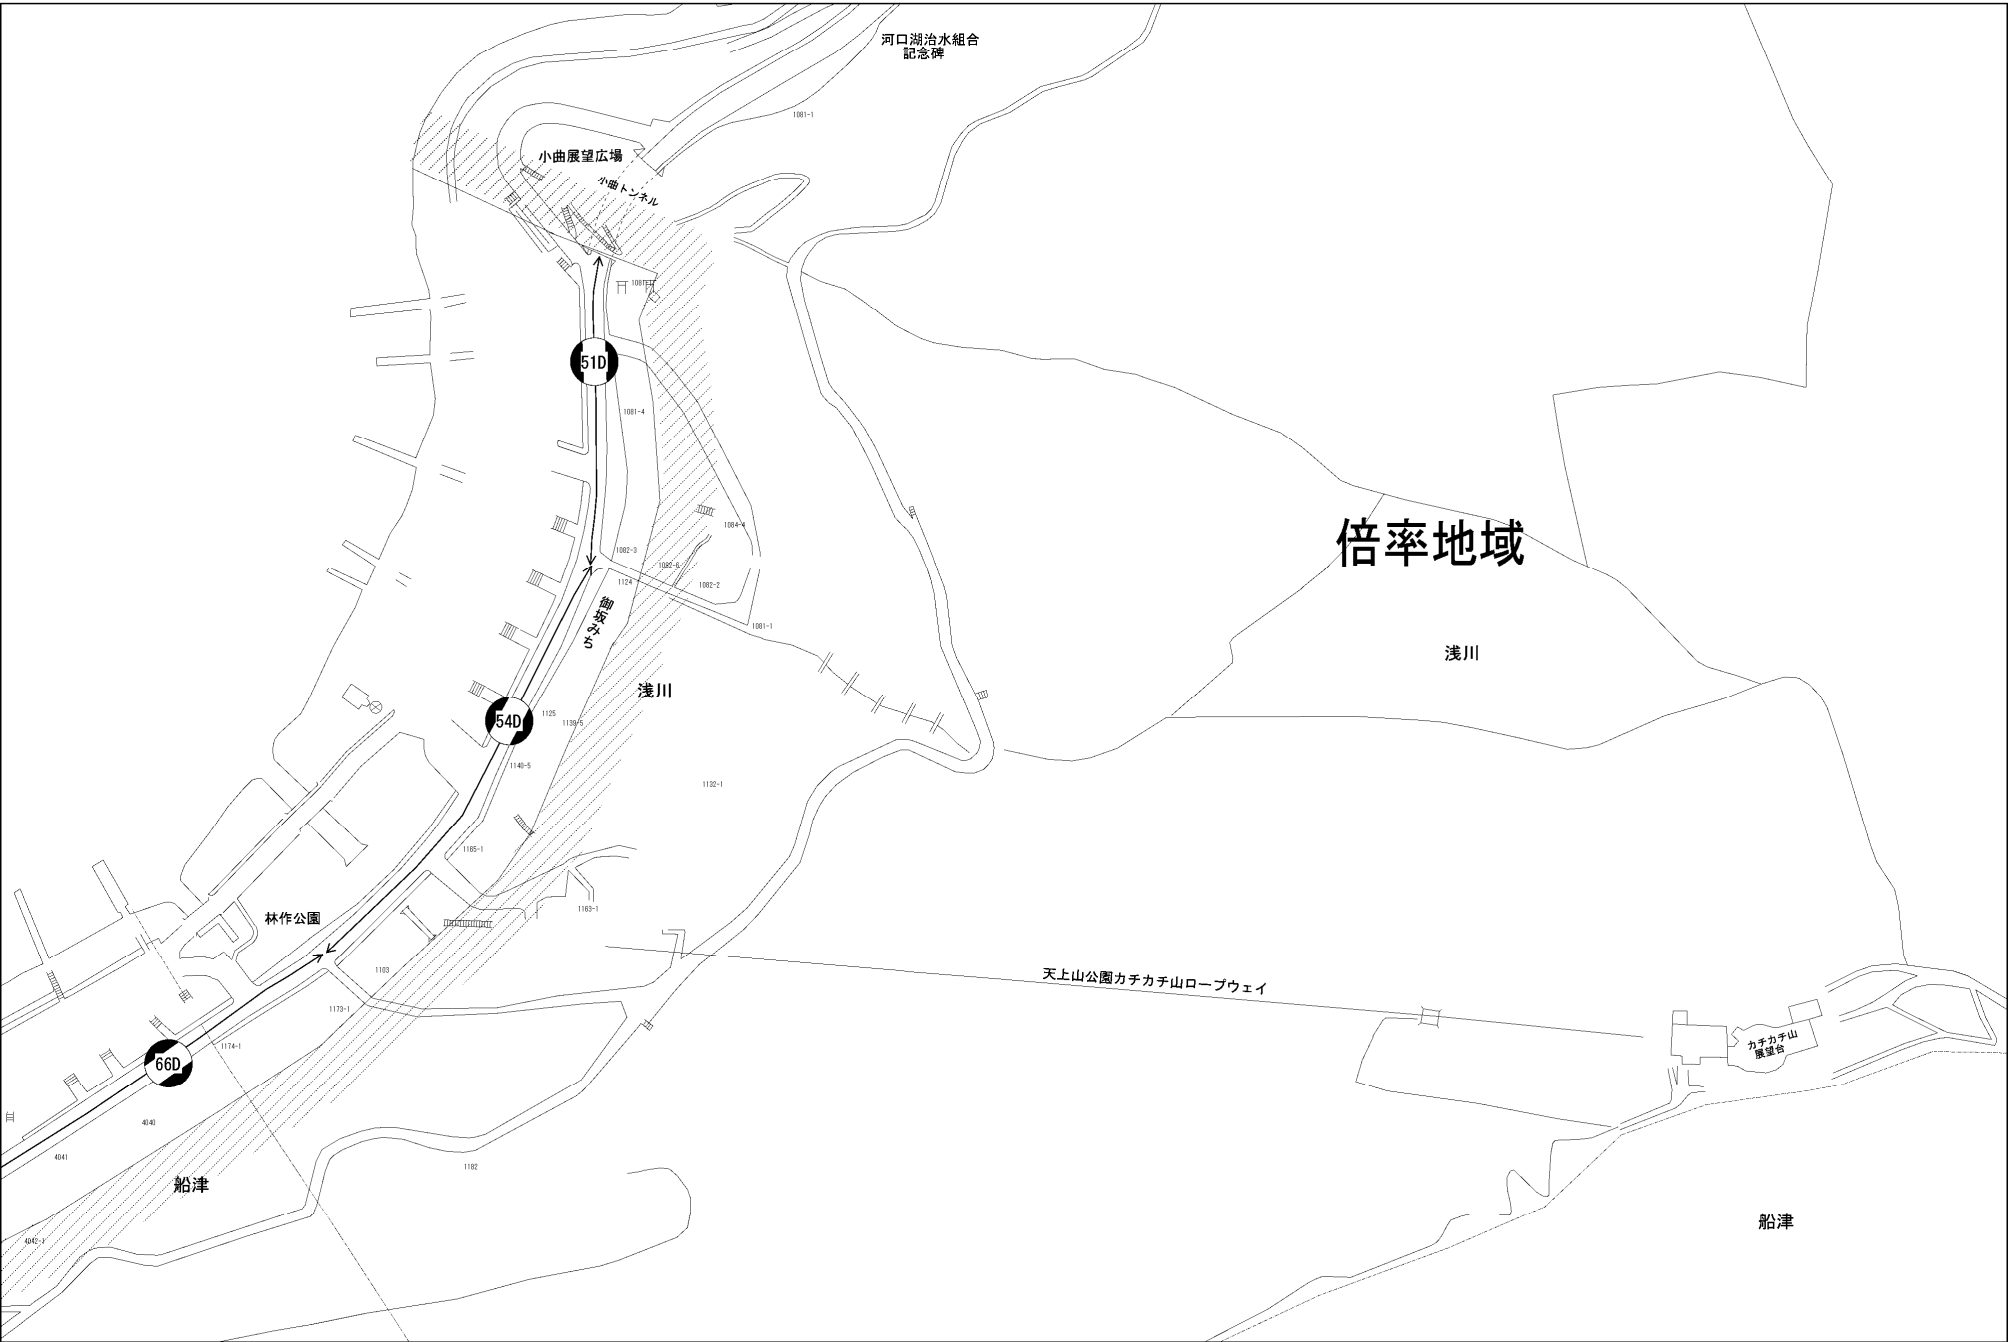 河口湖治水組合
記念碑
1081-1
小曲展望広場
小曲トンネル
51D
1081-4
1084-4
倍率地域
1082-3
1082-6
1124
1082-2
御坂みち
1081-1
浅川
浅川
54D
1125
1139-5
1140-5
1132-1
1165-1
1163-1
林作公園
1103
天上山公園カチカチ山ロープウェイ
1173-1
カチカチ山
展望台
1174-1
66D
4040
4041
1182
船津
船津
4042-1